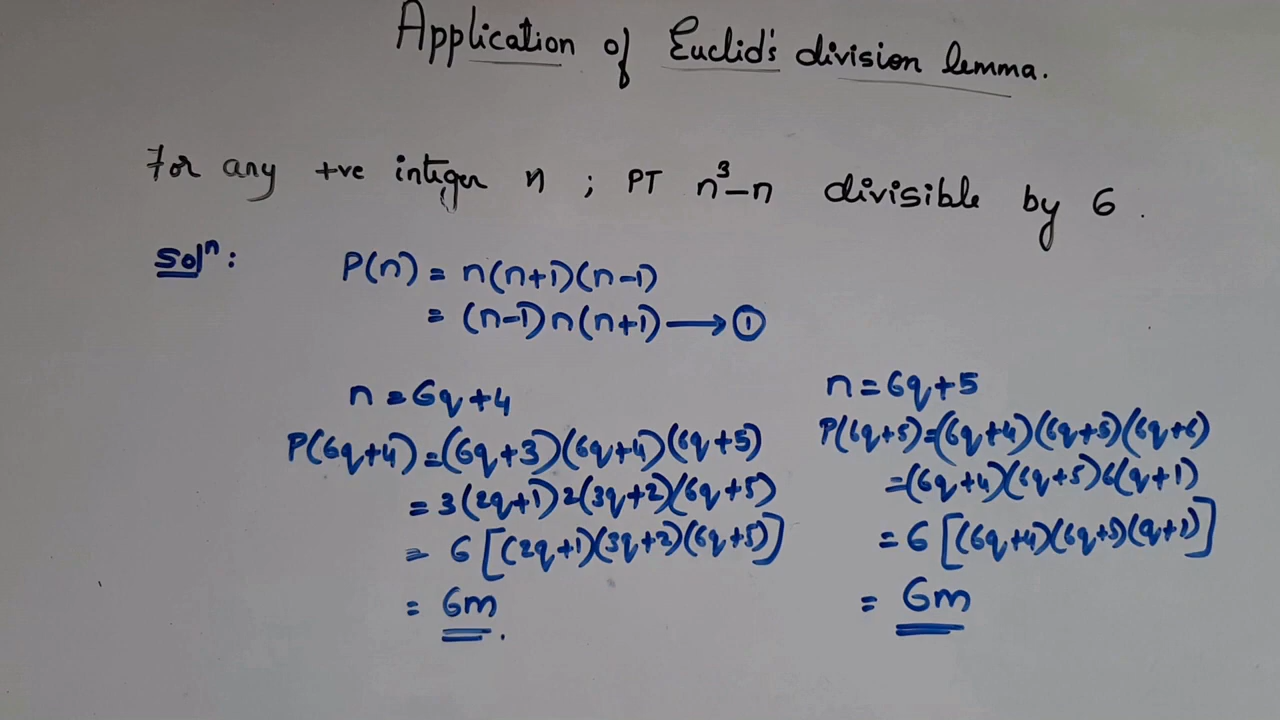 Application of Euclid's division lemma.
For any +ve integer n ; PT n³-n divisible by 6.
Solⁿ: P(n) = n(n+1)(n-1)
= (n-1)n(n+1) ⟶ ①
n = 6q+4
P(6q+4) = (6q+3)(6q+4)(6q+5)
= 3(2q+1)2(3q+2)(6q+5)
= 6[(2q+1)(3q+2)(6q+5)]
= 6m.
n = 6q+5
P(6q+5) = (6q+4)(6q+5)(6q+6)
= (6q+4)(6q+5)6(q+1)
= 6[(6q+4)(6q+5)(q+1)]
= 6m